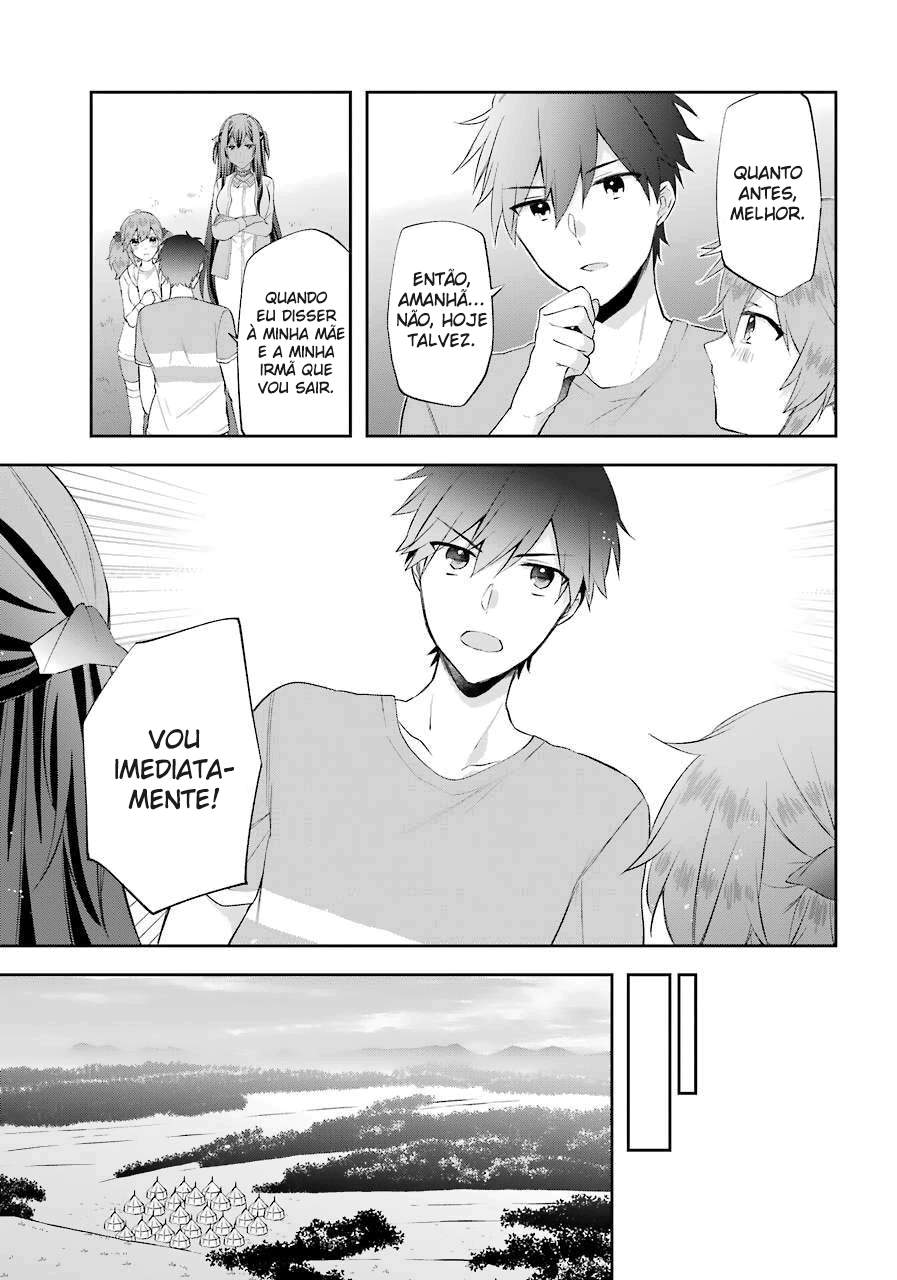 QUANTO
ANTES,
MELHOR.
ENTÃO,
AMANHÃ...
NÃO, HOJE
TALVEZ.
QUANDO
EU DISSER
À MINHA MÃE
E A MINHA
IRMÃ QUE
VOU SAIR.
VOU
IMEDIATA-
MENTE!